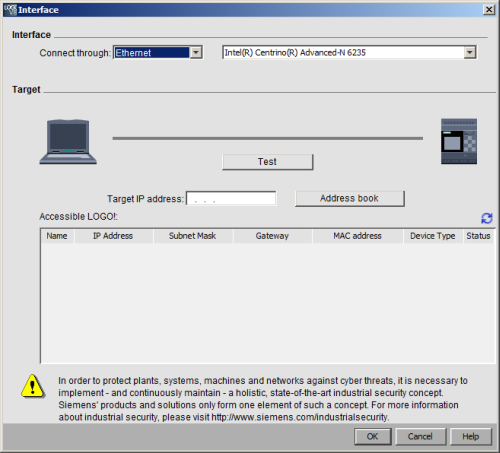 LOGO Interface
Interface
Connect through: Ethernet Intel(R) Centrino(R) Advanced-N 6235
Target
Test
Target IP address: . . . Address book
Accessible LOGO!:
Name IP Address Subnet Mask Gateway MAC address Device Type Status
In order to protect plants, systems, machines and networks against cyber threats, it is necessary to
implement - and continuously maintain - a holistic, state-of-the-art industrial security concept.
Siemens' products and solutions only form one element of such a concept. For more information
about industrial security, please visit http://www.siemens.com/industrialsecurity.
OK Cancel Help